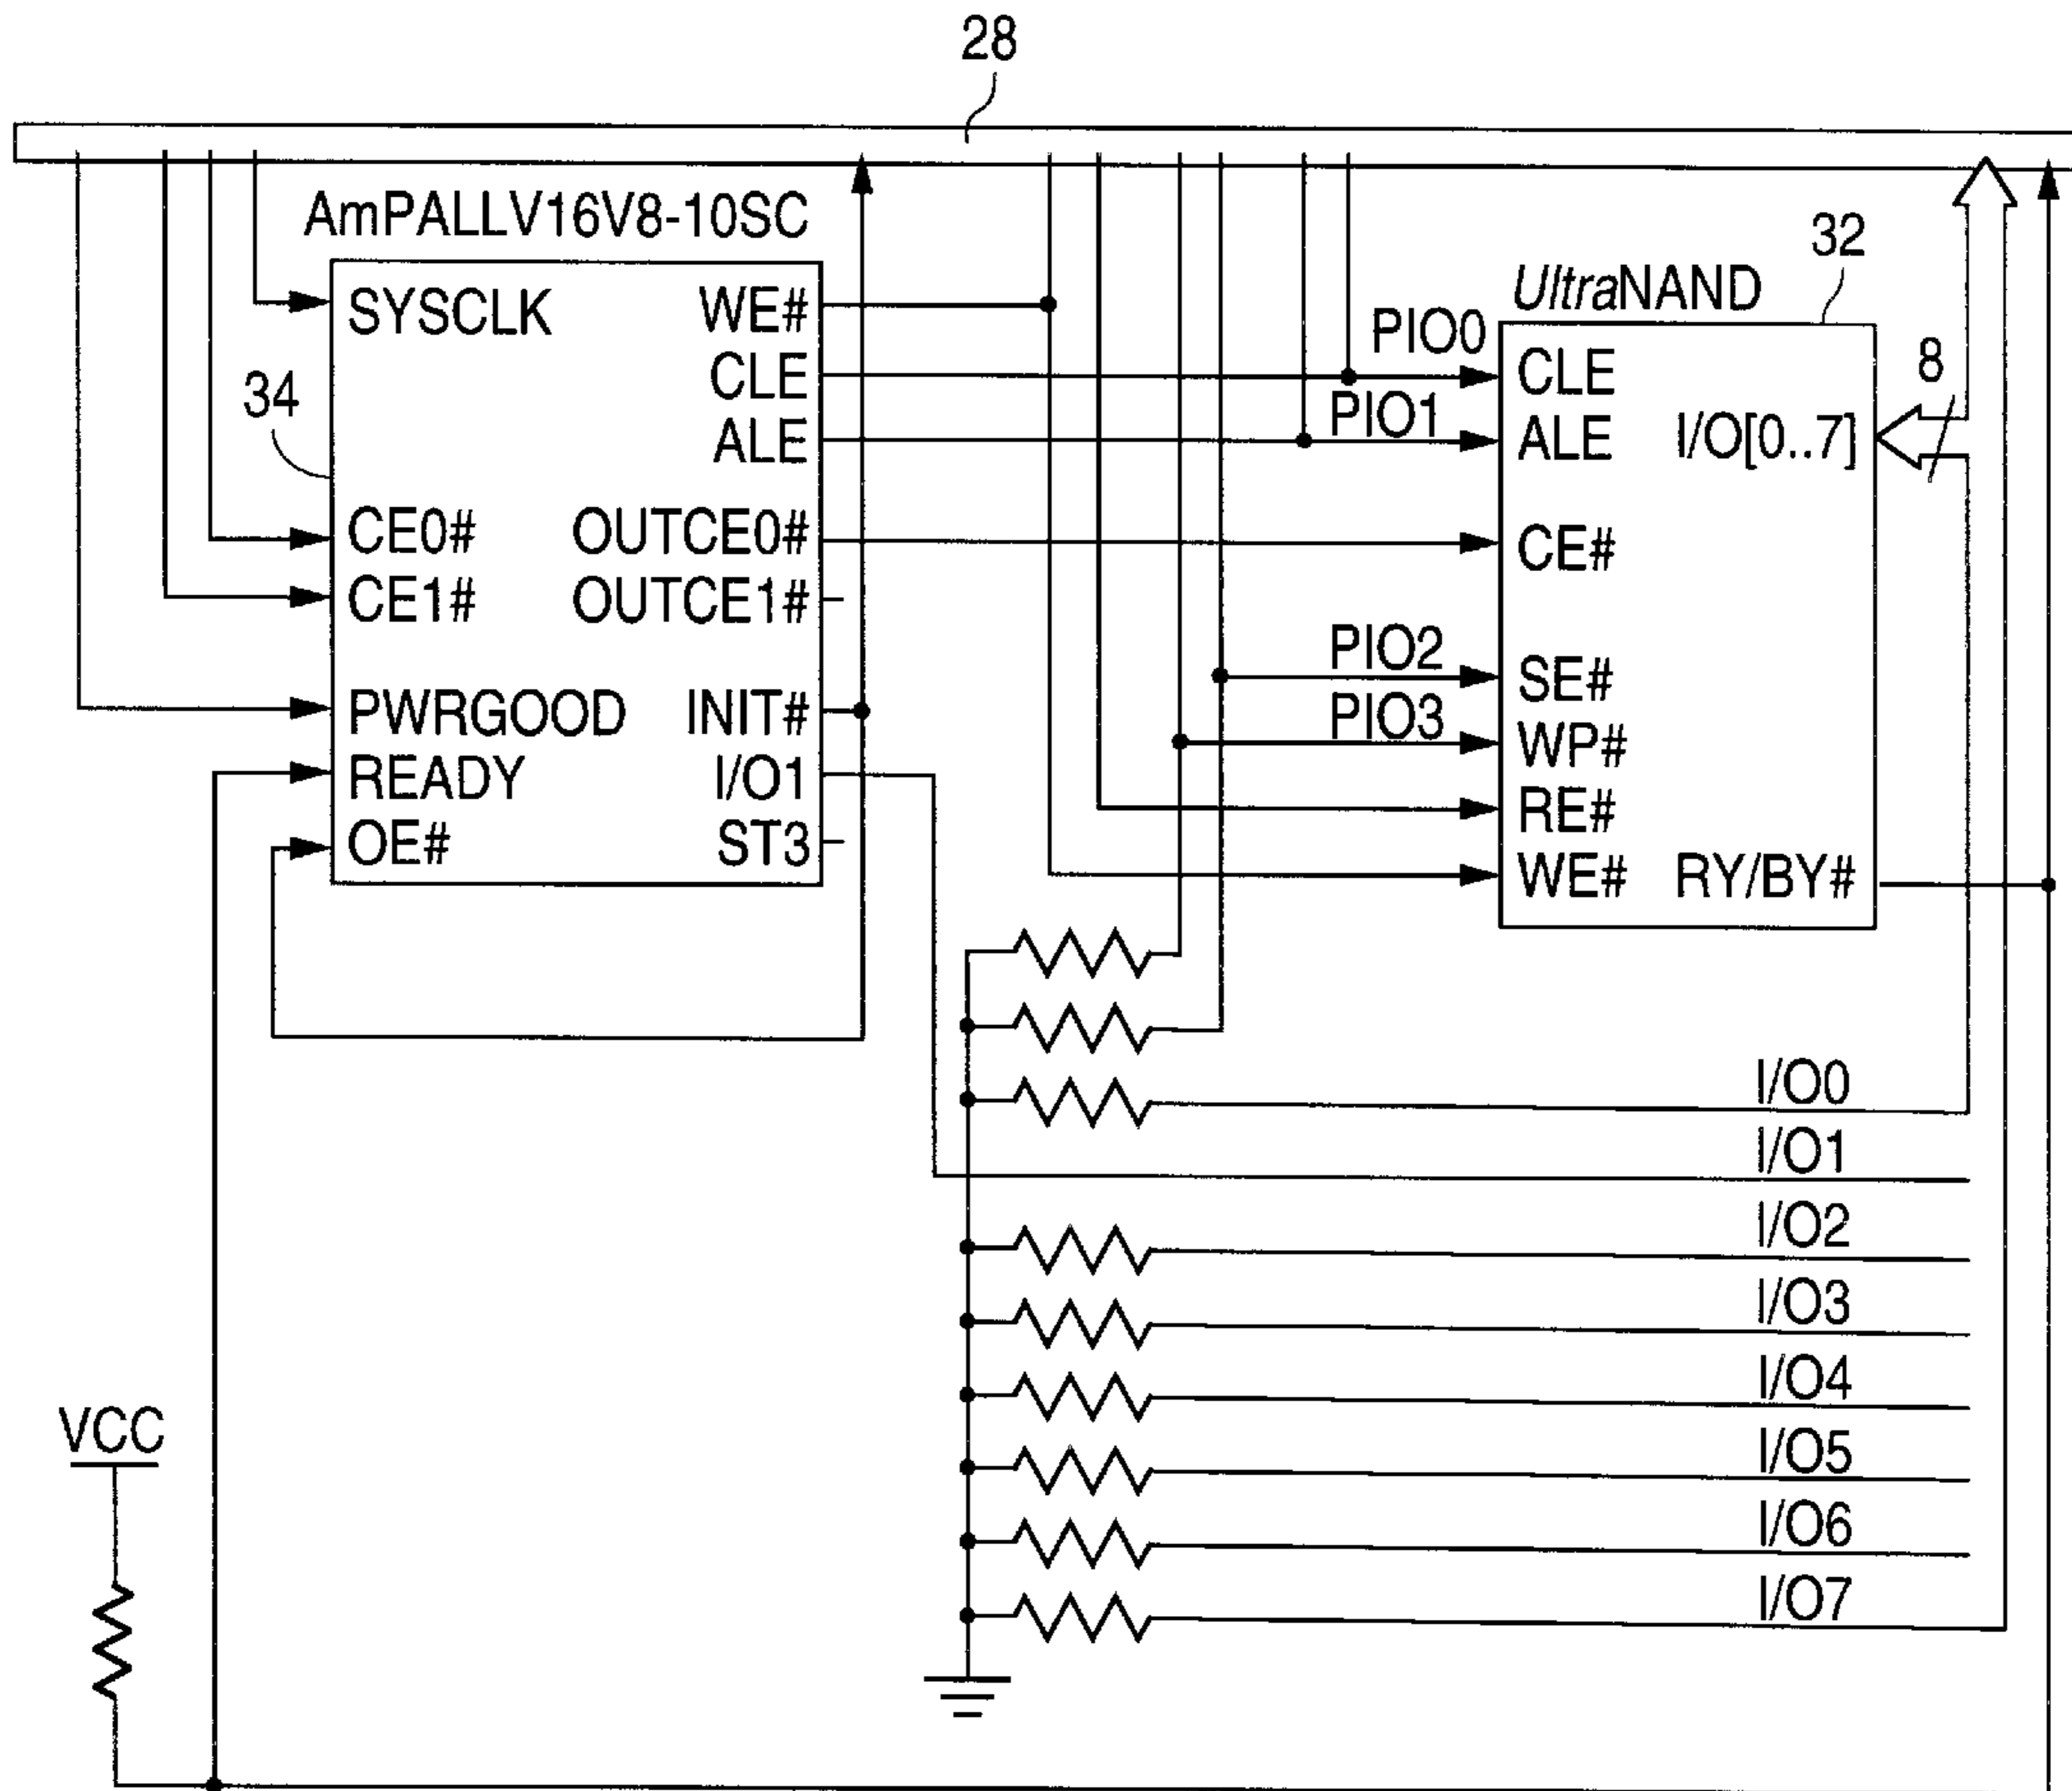 28
AmPALLV16V8-10SC
34
SYSCLK
CE0#
CE1#
PWRGOOD
READY
OE#
WE#
CLE
ALE
OUTCE0#
OUTCE1#
INIT#
I/O1
ST3
PIO0
PIO1
PIO2
PIO3
UltraNAND
32
CLE
ALE
CE#
SE#
WP#
RE#
WE#
I/O[0..7]
RY/BY#
8
I/O0
I/O1
I/O2
I/O3
I/O4
I/O5
I/O6
I/O7
VCC